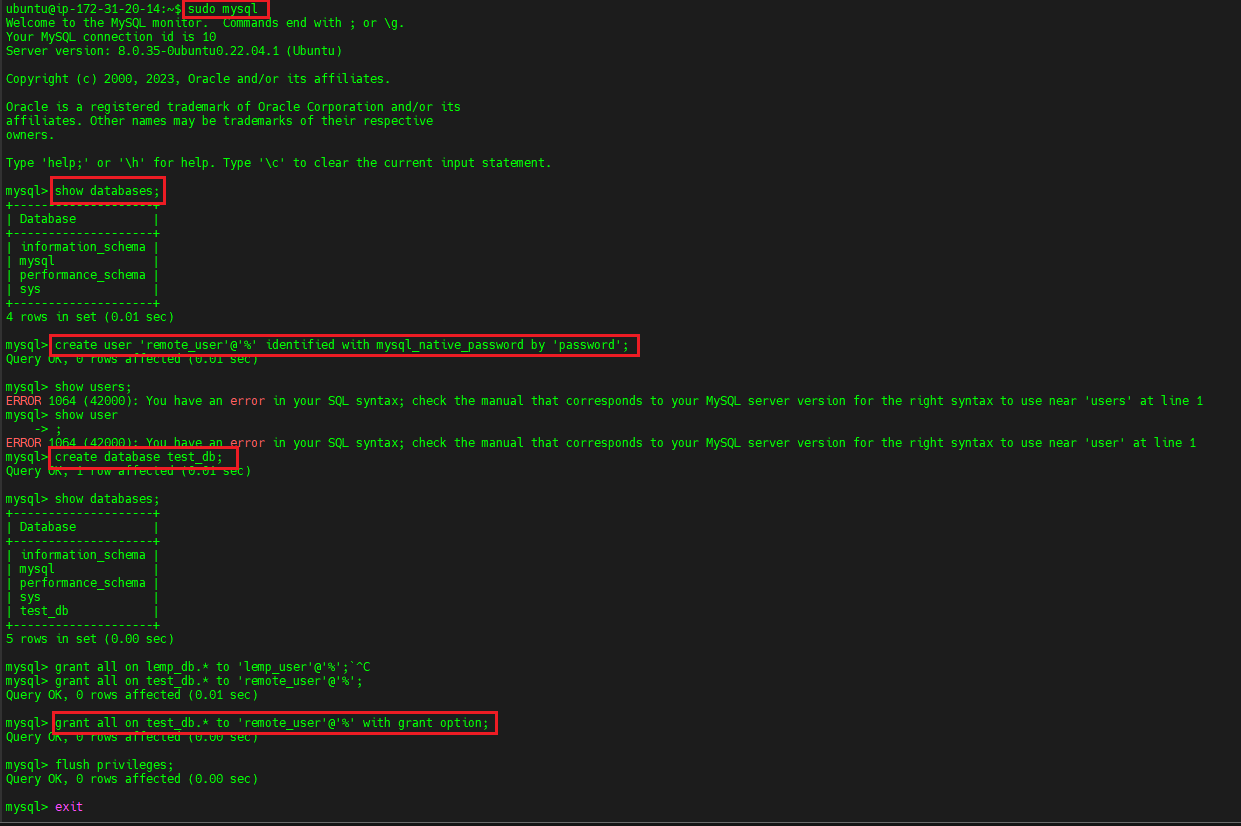 ubuntu@ip-172-31-20-14:~$ sudo mysql
Welcome to the MySQL monitor.  Commands end with ; or \g.
Your MySQL connection id is 10
Server version: 8.0.35-0ubuntu0.22.04.1 (Ubuntu)
Copyright (c) 2000, 2023, Oracle and/or its affiliates.
Oracle is a registered trademark of Oracle Corporation and/or its
affiliates. Other names may be trademarks of their respective
owners.
Type 'help;' or '\h' for help. Type '\c' to clear the current input statement.
mysql> show databases;
+--------------------+
| Database           |
+--------------------+
| information_schema |
| mysql              |
| performance_schema |
| sys                |
+--------------------+
4 rows in set (0.01 sec)
mysql> create user 'remote_user'@'%' identified with mysql_native_password by 'password';
Query OK, 0 rows affected (0.01 sec)
mysql> show users;
ERROR 1064 (42000): You have an error in your SQL syntax; check the manual that corresponds to your MySQL server version for the right syntax to use near 'users' at line 1
mysql> show user
    -> ;
ERROR 1064 (42000): You have an error in your SQL syntax; check the manual that corresponds to your MySQL server version for the right syntax to use near 'user' at line 1
mysql> create database test_db;
Query OK, 1 row affected (0.01 sec)
mysql> show databases;
+--------------------+
| Database           |
+--------------------+
| information_schema |
| mysql              |
| performance_schema |
| sys                |
| test_db            |
+--------------------+
5 rows in set (0.00 sec)
mysql> grant all on lemp_db.* to 'lemp_user'@'%';`^C
mysql> grant all on test_db.* to 'remote_user'@'%';
Query OK, 0 rows affected (0.01 sec)
mysql> grant all on test_db.* to 'remote_user'@'%' with grant option;
Query OK, 0 rows affected (0.00 sec)
mysql> flush privileges;
Query OK, 0 rows affected (0.00 sec)
mysql> exit